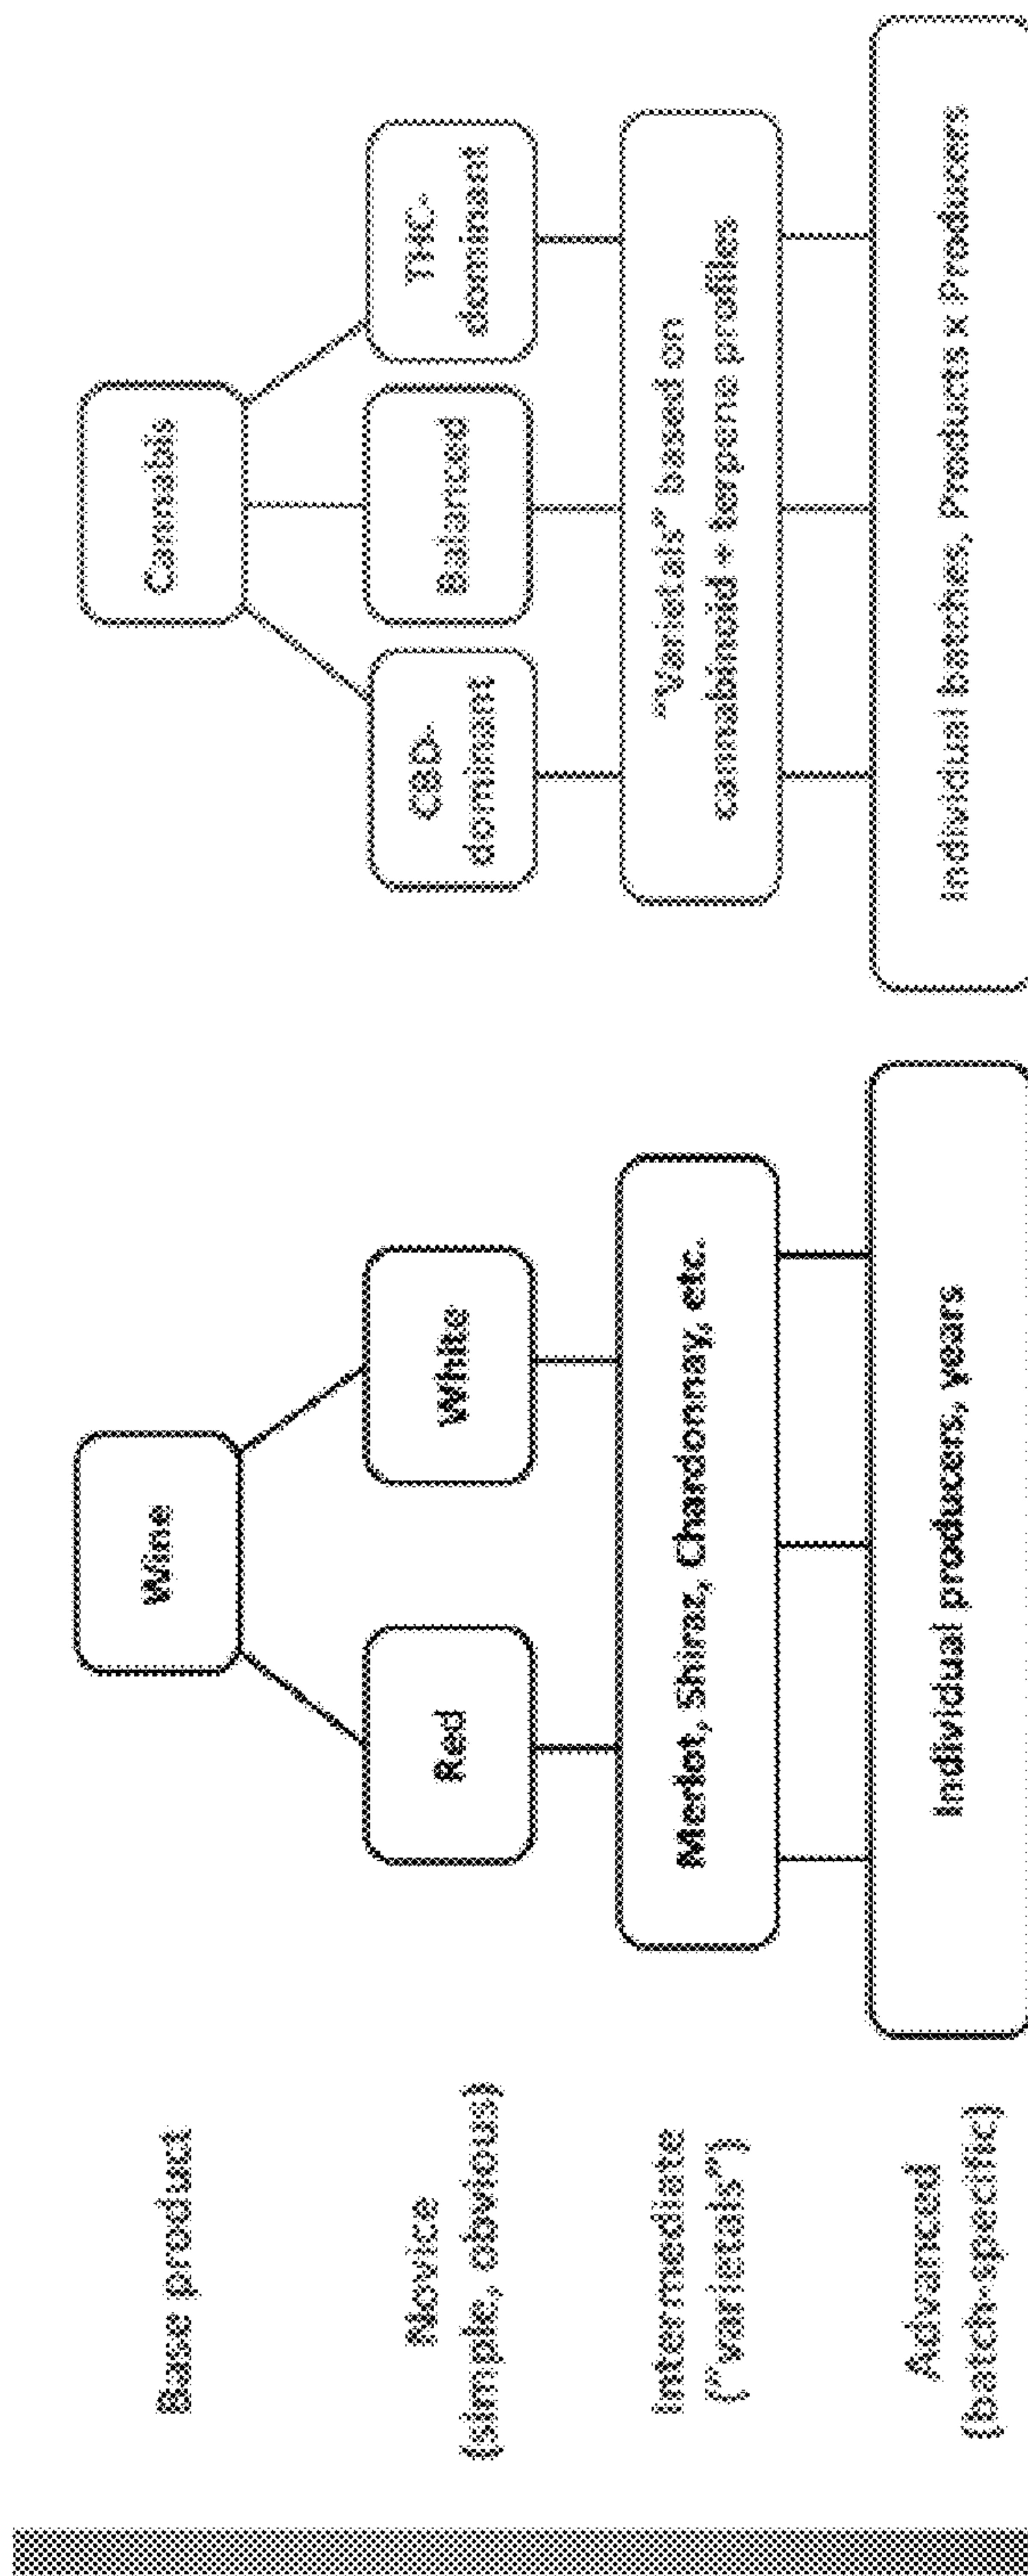 Base product
Wine
Cannabis
Novice
(simple, obvious)
Red
White
CBD-
dominant
Balanced
THC-
dominant
Intermediate
("varietals")
Merlot, Shiraz, Chardonnay, etc.
"Varietals" based on
cannabinoid + terpene profiles
Advanced
(batch-specific)
Individual producers, years
Individual batches, Products x Producers